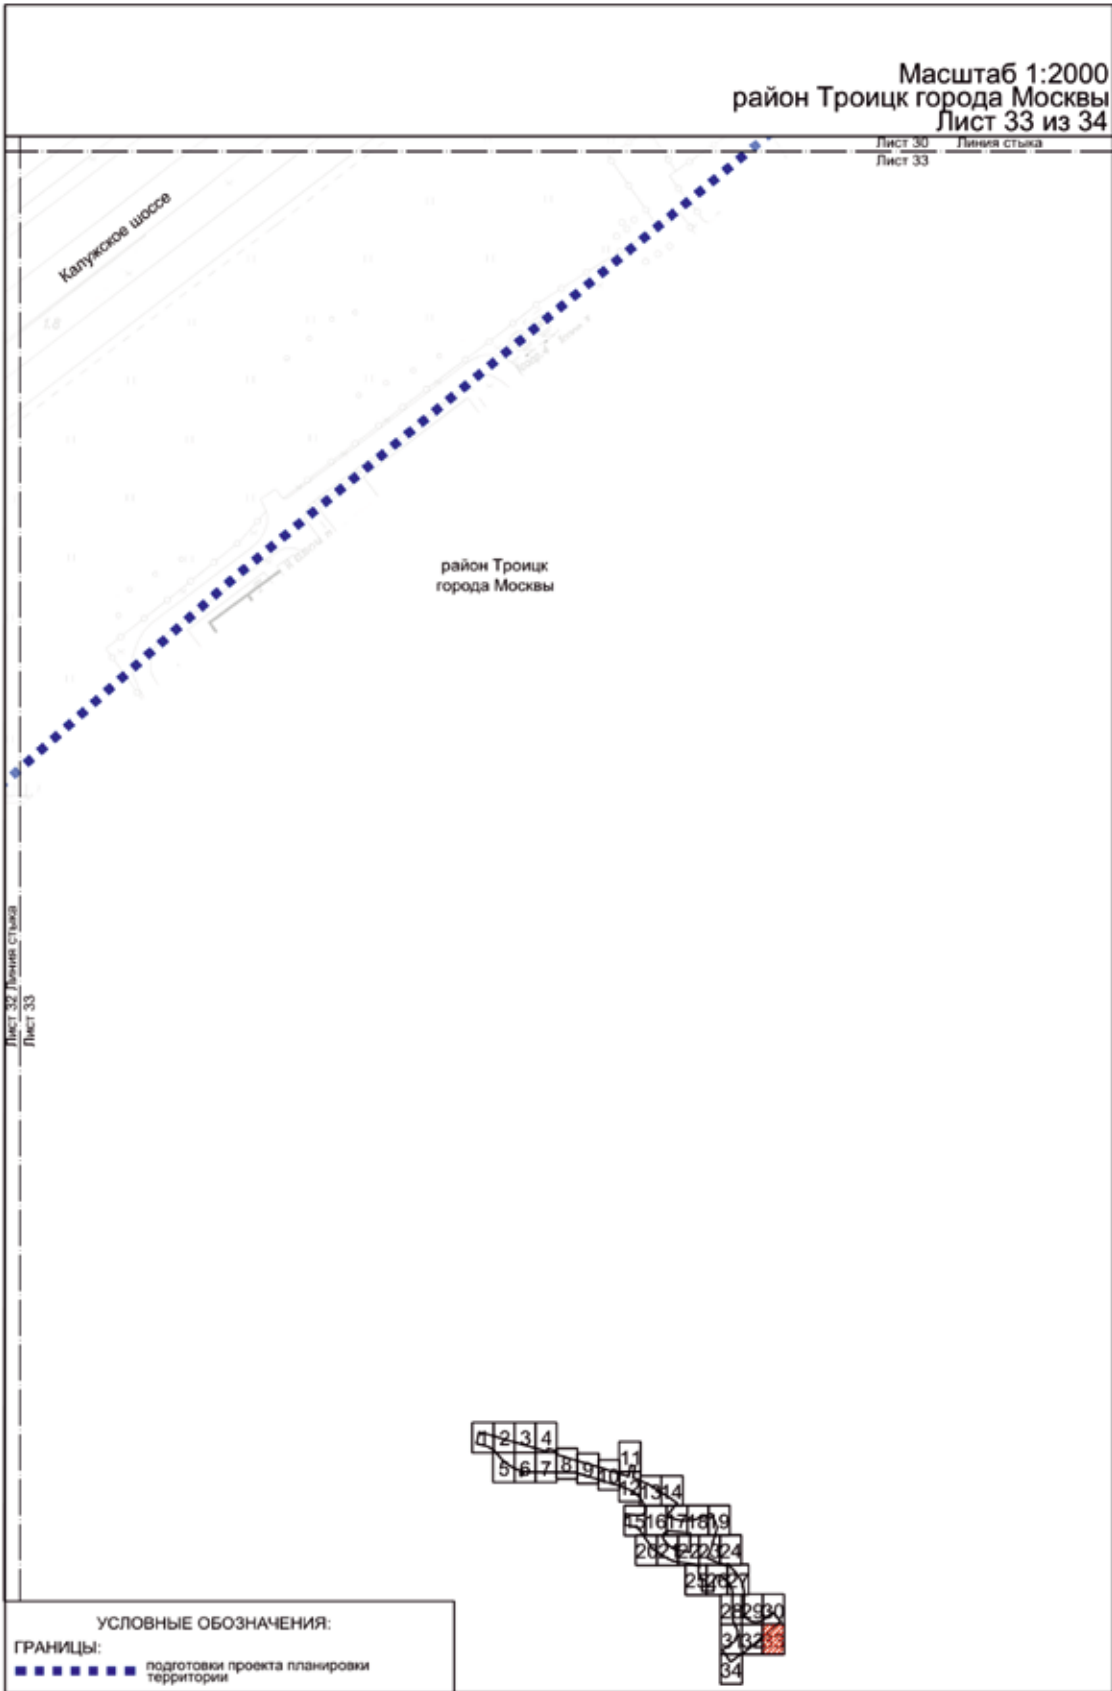 Масштаб 1:2000
район Троицк города Москвы
Лист 33 из 34
Лист 30 Линия стыка
Лист 33
Калужское шоссе
район Троицк
города Москвы
Лист 32 Линия стыка
Лист 33
1 2 3 4
5 6 7 8 9 10 11
12 13 14
15 16 17 18 19
20 21 22 23 24
25 26 27
28 29 30
31 32
34
УСЛОВНЫЕ ОБОЗНАЧЕНИЯ:
ГРАНИЦЫ:
подготовки проекта планировки
территории